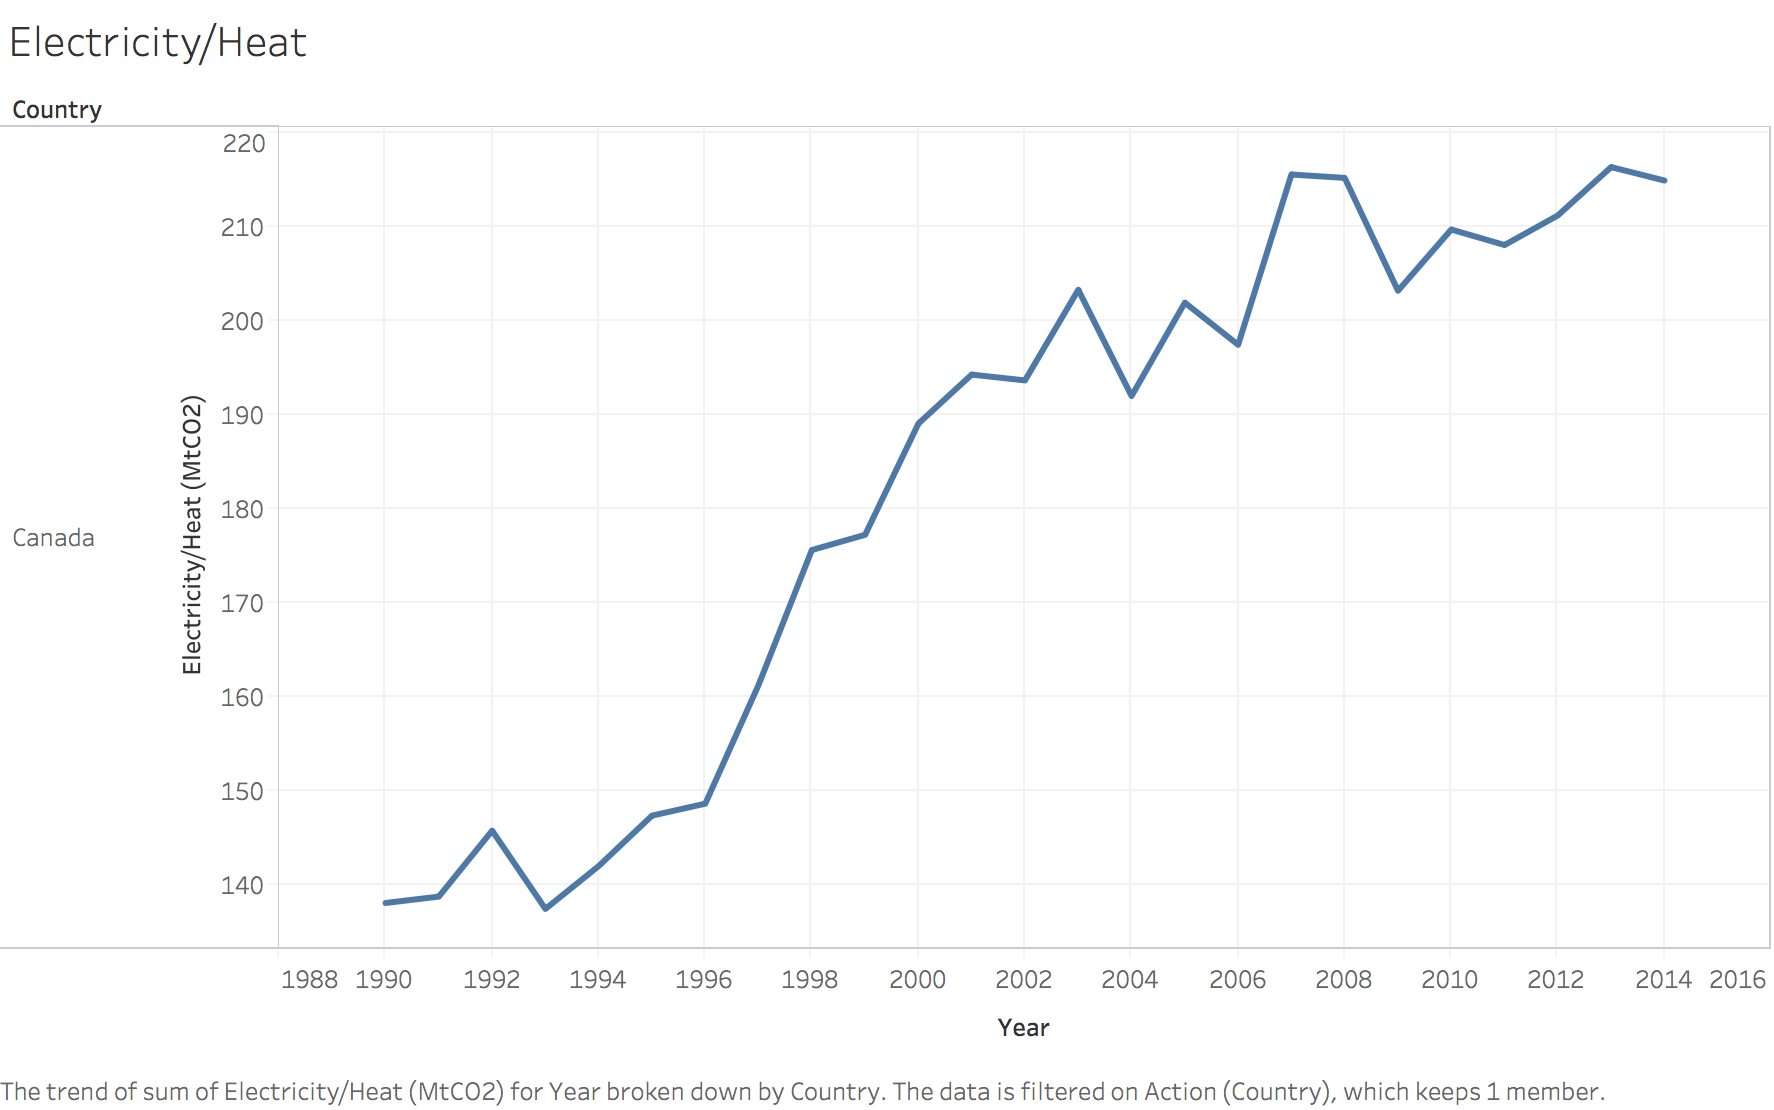 Electricity/Heat
Country
Canada
Electricity/Heat (MtCO2)
220
210
200
190
180
170
160
150
140
1988 1990 1992 1994 1996 1998 2000 2002 2004 2006 2008 2010 2012 2014 2016
Year
The trend of sum of Electricity/Heat (MtCO2) for Year broken down by Country. The data is filtered on Action (Country), which keeps 1 member.